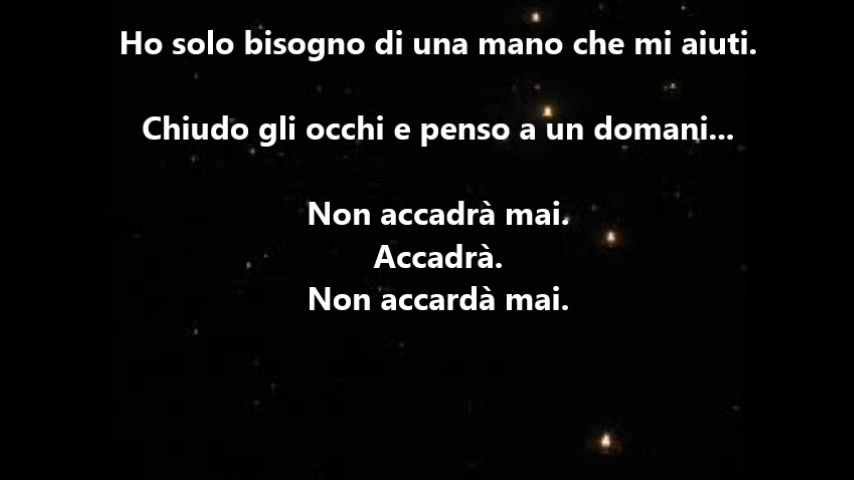 Ho solo bisogno di una mano che mi aiuti.
Chiudo gli occhi e penso a un domani...
Non accadrà mai.
Accadrà.
Non accardà mai.